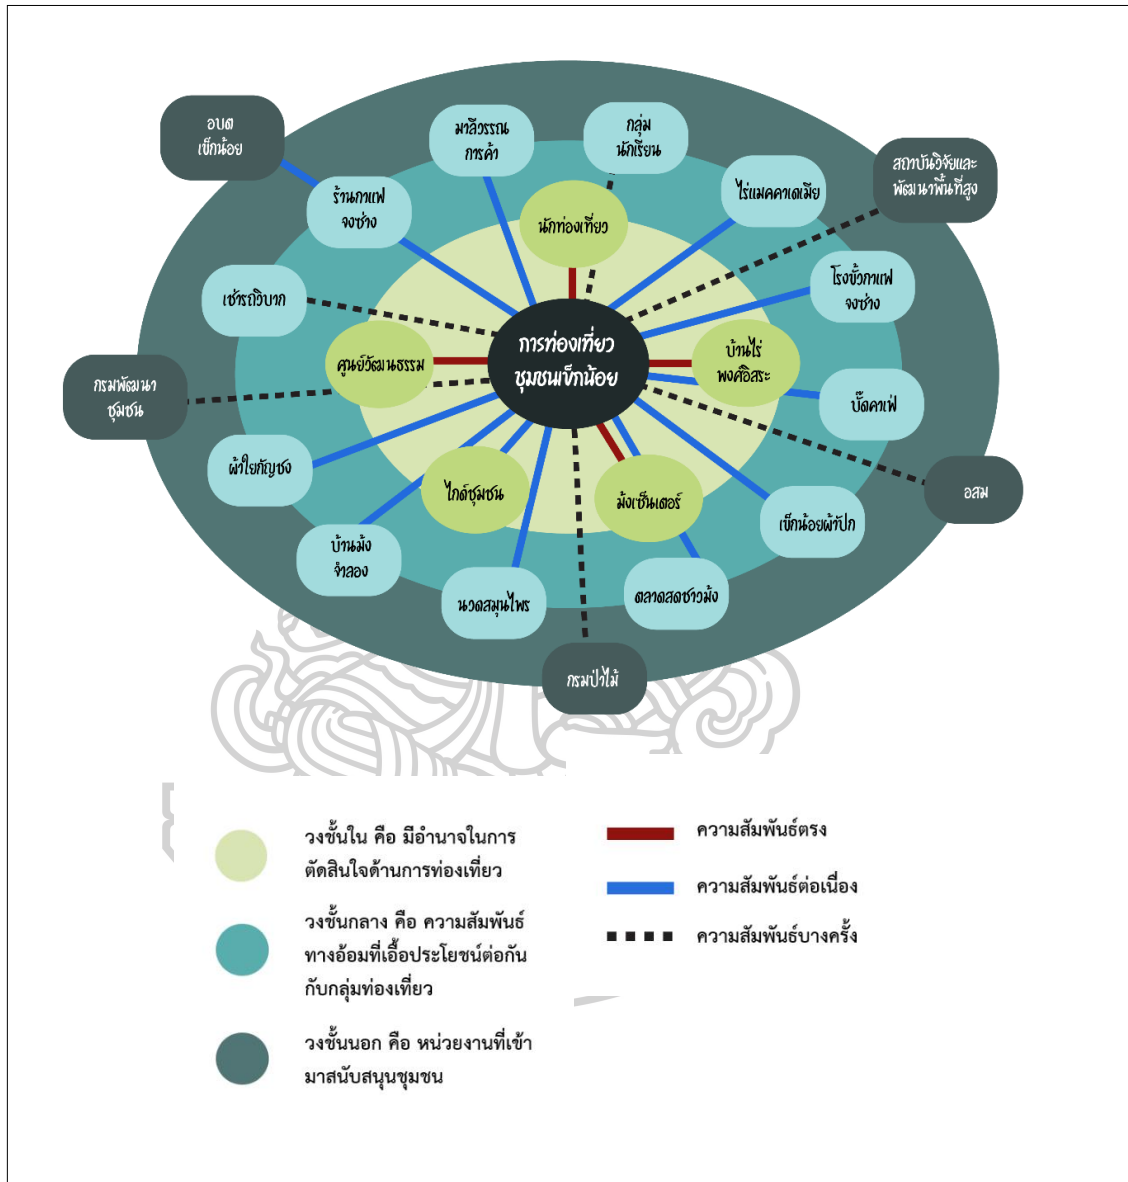 อบต
เข็กน้อย
มาลีวรรณ
การค้า
กลุ่ม
นักเรียน
สถาบันวิจัยและ
พัฒนาพื้นที่สูง
ร้านกาแฟ
จงซ่าง
ไร่แมคคาเดเมีย
นักท่องเที่ยว
เช่ารถวิบาก
โรงขั้วกาแฟ
จงซ่าง
การท่องเที่ยว
ชุมชนเข็กน้อย
ศูนย์วัฒนธรรม
บ้านไร่
พงศ์อิสระ
กรมพัฒนา
ชุมชน
บิ๊ดคาเฟ่
ผ้าใยกัญชง
ไกด์ชุมชน
ม้งเซ็นเตอร์
อสม
เข็กน้อยผ้าปัก
บ้านม้ง
จำลอง
นวดสมุนไพร
ตลาดสดชาวม้ง
กรมป่าไม้
วงชั้นใน คือ มีอำนาจในการ
ตัดสินใจด้านการท่องเที่ยว
วงชั้นกลาง คือ ความสัมพันธ์
ทางอ้อมที่เอื้อประโยชน์ต่อกัน
กับกลุ่มท่องเที่ยว
วงชั้นนอก คือ หน่วยงานที่เข้า
มาสนับสนุนชุมชน
ความสัมพันธ์ตรง
ความสัมพันธ์ต่อเนื่อง
ความสัมพันธ์บางครั้ง